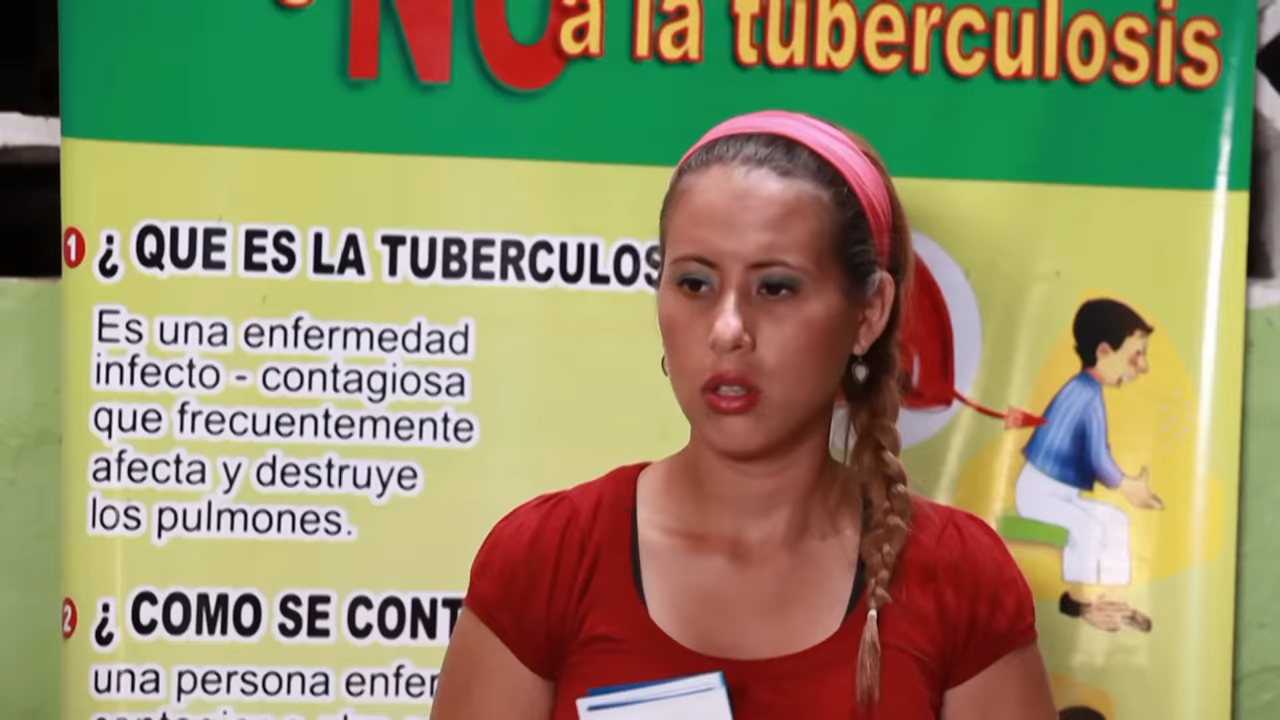 NO a la tuberculosis
1 ¿ QUE ES LA TUBERCULOS
Es una enfermedad
infecto - contagiosa
que frecuentemente
afecta y destruye
los pulmones.
2 ¿ COMO SE CONT
una persona enfer